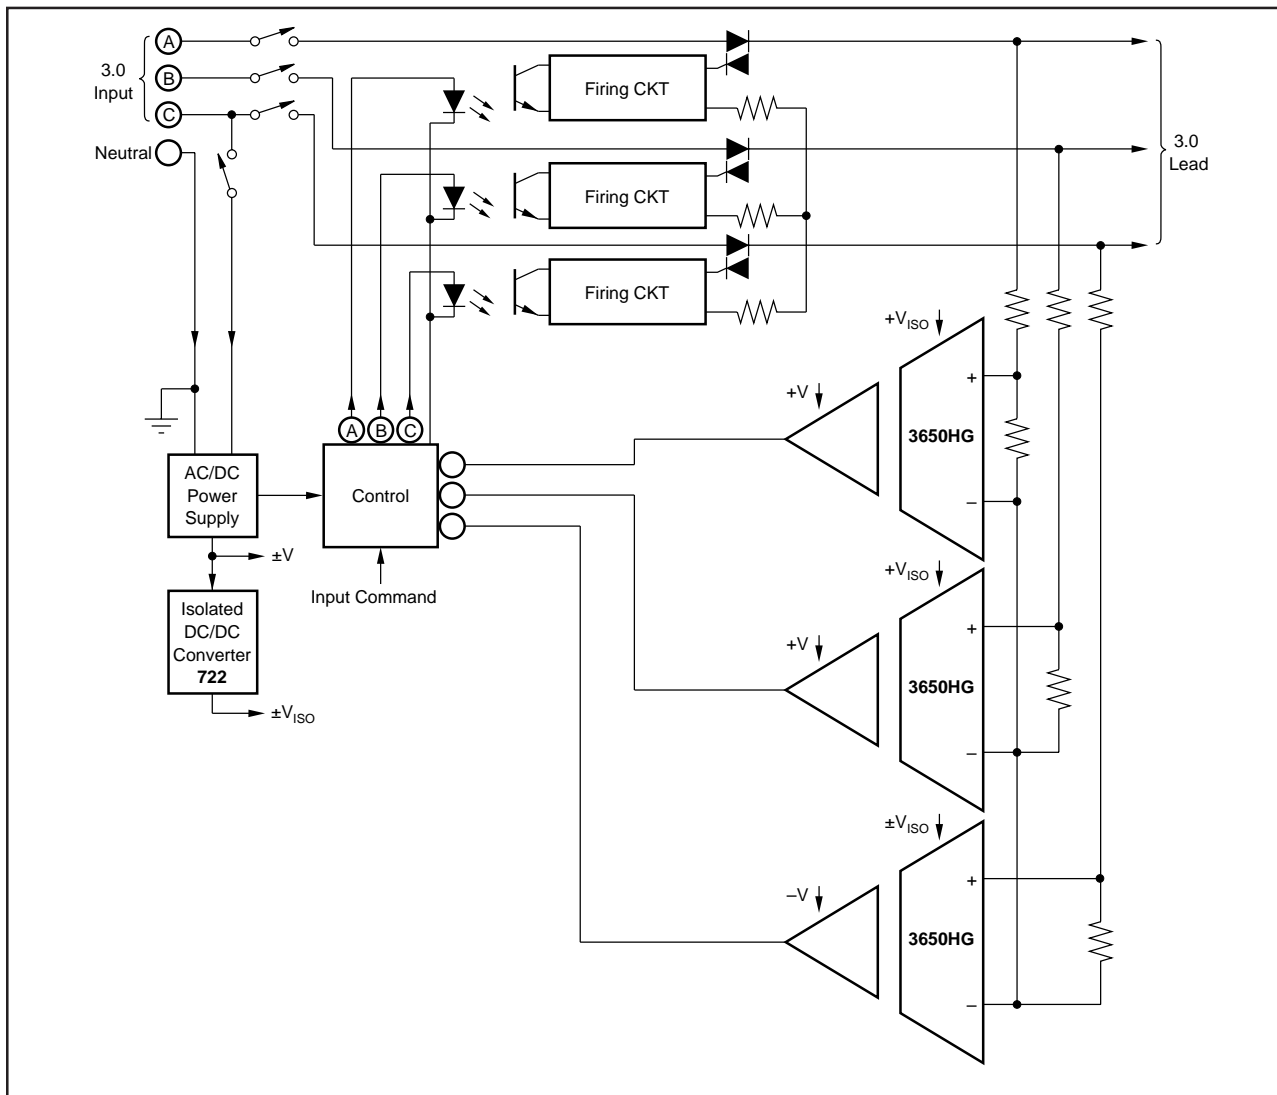 A
3.0
Input
B
C
Neutral
Firing CKT
Firing CKT
Firing CKT
3.0
Lead
A B C
AC/DC
Power
Supply
Control
±V
Input Command
Isolated
DC/DC
Converter
722
±VISO
+VISO
+V
+
3650HG
–
+VISO
+V
+
3650HG
–
±VISO
–V
+
3650HG
–